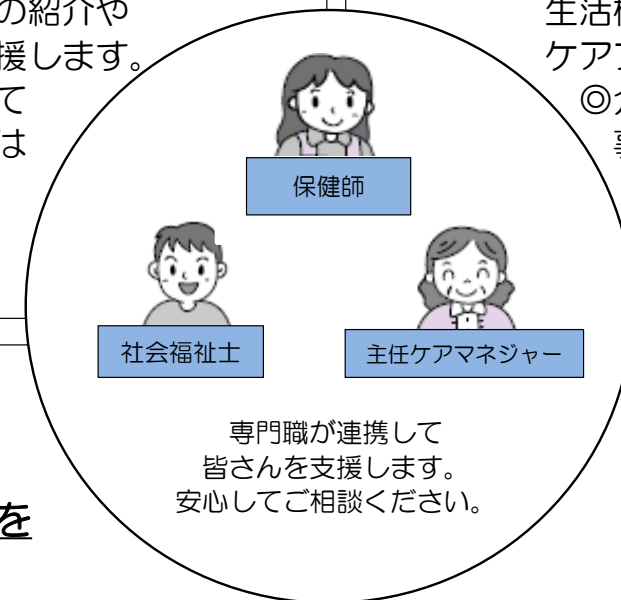 の紹介や
援します。
て
は
生活
ケア
◎
保健師
社会福祉士
主任ケアマネジャー
専門職が連携して
皆さんを支援します。
安心してご相談ください。
を